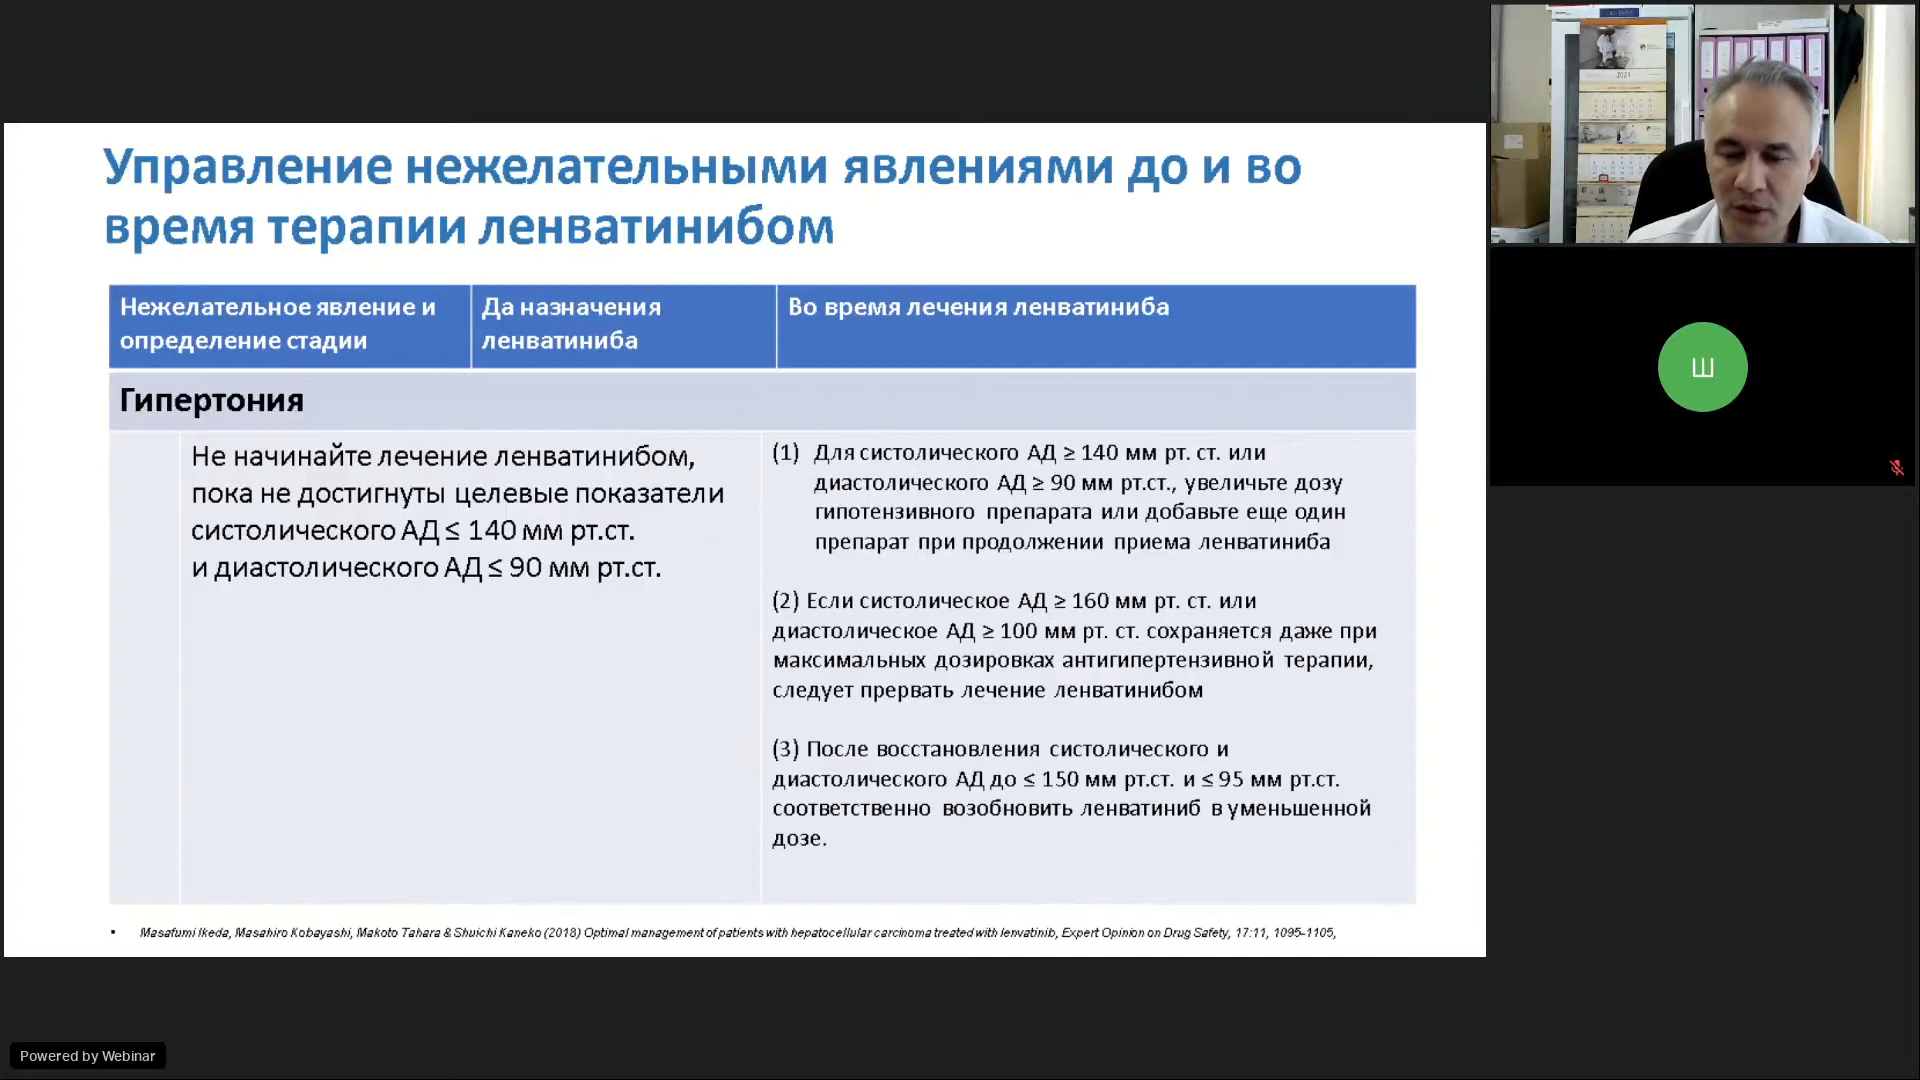 Управление нежелательными явлениями до и во
время терапии ленватинибом
Нежелательное явление и
определение стадии
Да назначения
ленватиниба
Во время лечения ленватиниба
Гипертония
Не начинайте лечение ленватинибом,
пока не достигнуты целевые показатели
систолического АД ≤ 140 мм рт.ст.
и диастолического АД ≤ 90 мм рт.ст.
(1) Для систолического АД ≥ 140 мм рт. ст. или
диастолического АД ≥ 90 мм рт.ст., увеличьте дозу
гипотензивного препарата или добавьте еще один
препарат при продолжении приема ленватиниба
(2) Если систолическое АД ≥ 160 мм рт. ст. или
диастолическое АД ≥ 100 мм рт. ст. сохраняется даже при
максимальных дозировках антигипертензивной терапии,
следует прервать лечение ленватинибом
(3) После восстановления систолического и
диастолического АД до ≤ 150 мм рт.ст. и ≤ 95 мм рт.ст.
соответственно возобновить ленватиниб в уменьшенной
дозе.
• Masafumi Ikeda, Masahiro Kobayashi, Makoto Tahara & Shuichi Kaneko (2018) Optimal management of patients with hepatocellular carcinoma treated with lenvatinib, Expert Opinion on Drug Safety, 17:11, 1095-1105,
2021
Ш
Powered by Webinar